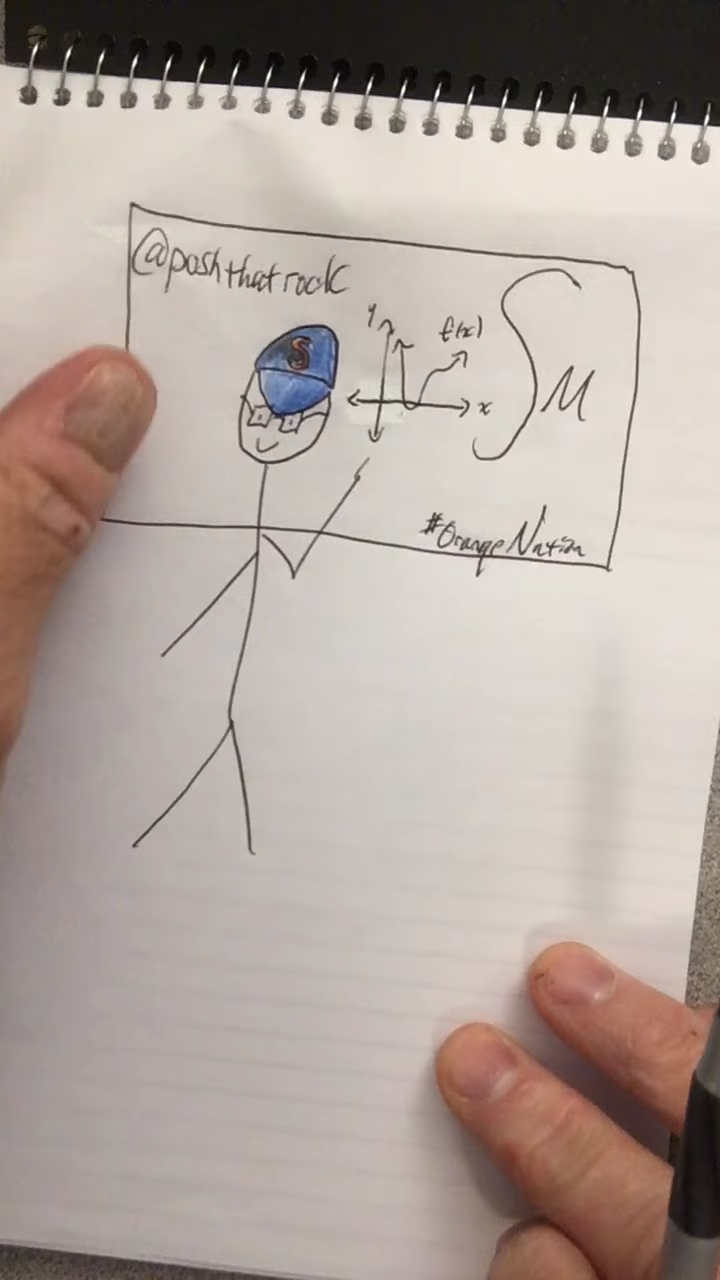 @poshthatrock
S
y
f(x)
x
∫M
#OrangeNation